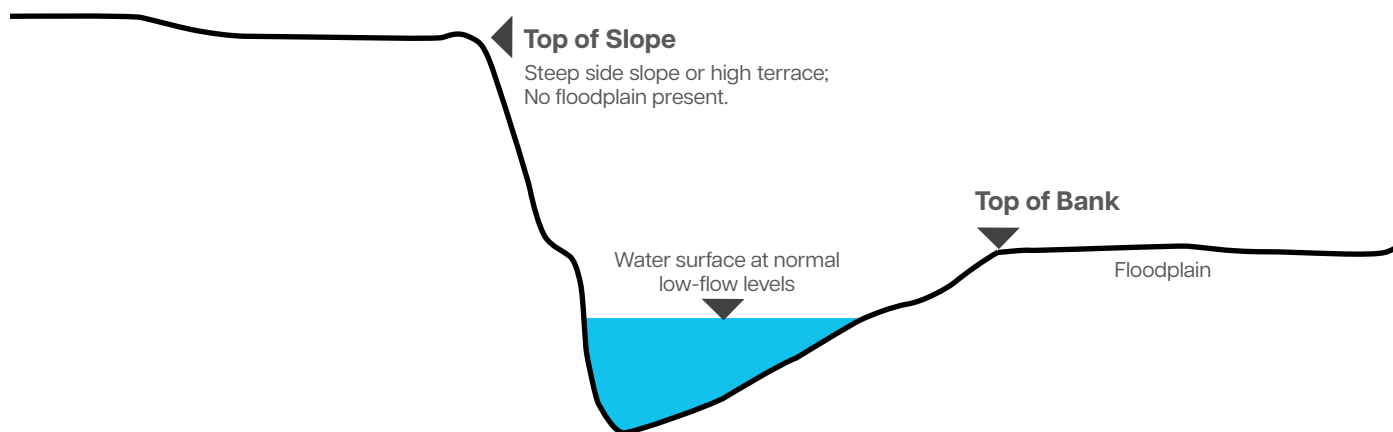 Top of Slope
Steep side slope or high terrace;
No floodplain present.
Top of Bank
Water surface at normal
low-flow levels
Floodplain